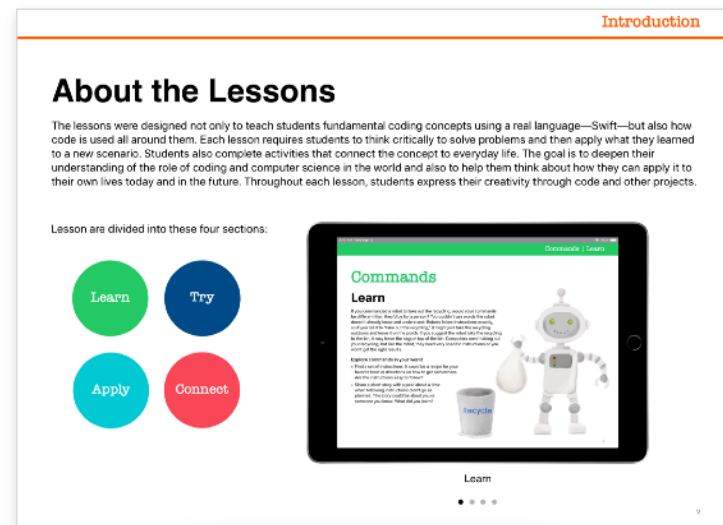 Introduction
About the Lessons
The lessons were designed not only to teach students fundamental coding concepts using a real language—Swift—but also how
code is used all around them. Each lesson requires students to think critically to solve problems and then apply what they learned
to a new scenario. Students also complete activities that connect the concept to everyday life. The goal is to deepen their
understanding of the role of coding and computer science in the world and also to help them think about how they can apply it to
their own lives today and in the future. Throughout each lesson, students express their creativity through code and other projects.
Lesson are divided into these four sections:
Learn
Try
Apply
Connect
Commands | Learn
Commands
Learn
Explore commands in your world
Recycle
Learn